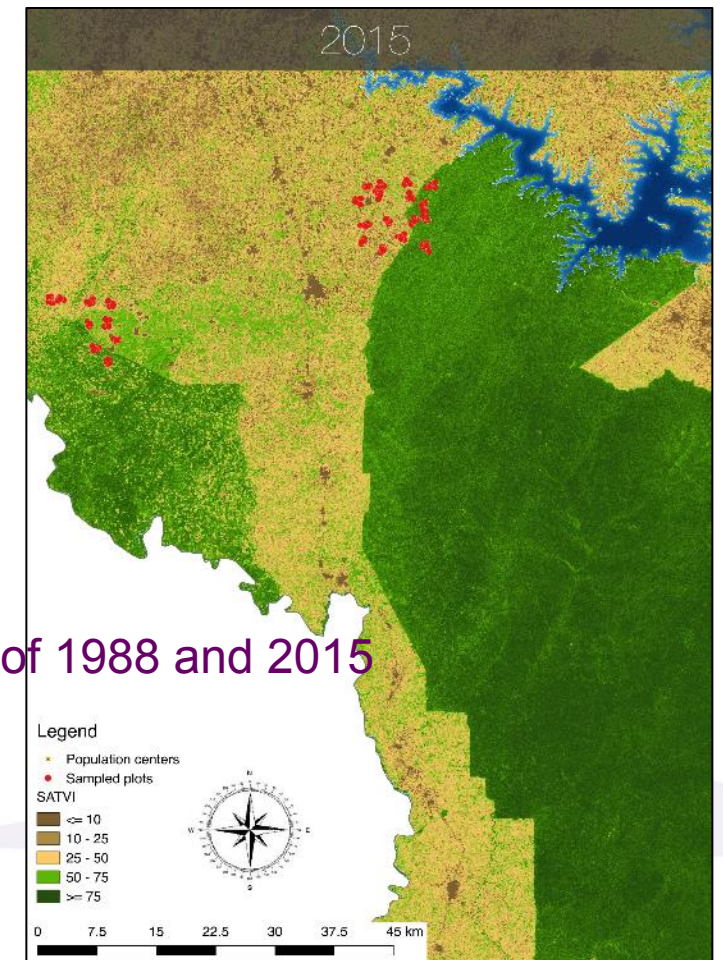 2015
of 1988 and 2015
Legend
Population centers
Sampled plots
SATVI
<= 10
10 - 25
25 - 50
50 - 75
>= 75
N
W
E
S
0 7.5 15 22.5 30 37.5 45 km